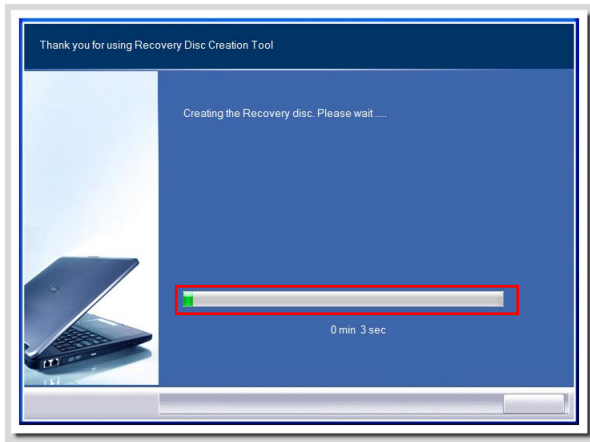 Thank you for using Recovery Disc Creation Tool
Creating the Recovery disc. Please wait .....
0 min 3 sec